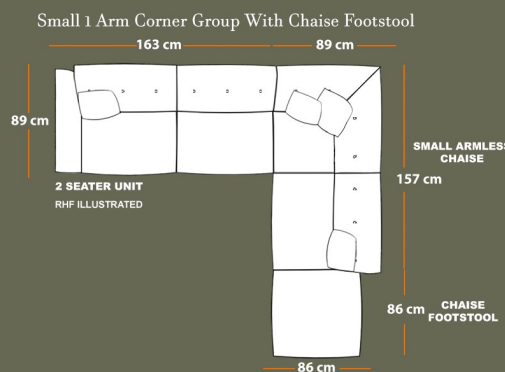 Small 1 Arm Corner Group With Chaise Footstool
163 cm
89 cm
89 cm
SMALL ARMLESS
CHAISE
157 cm
2 SEATER UNIT
RHF ILLUSTRATED
86 cm
CHAISE
FOOTSTOOL
86 cm